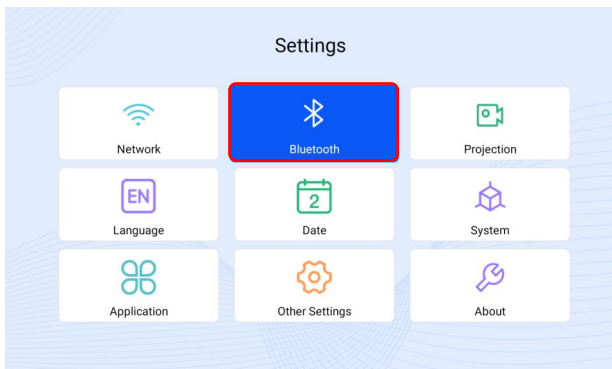 Settings
Network
Bluetooth
Projection
EN
Language
2
Date
System
Application
Other Settings
About